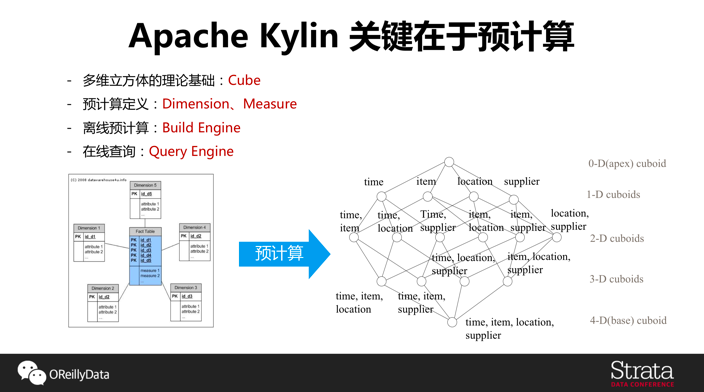 Apache Kylin 关键在于预计算
- 多维立方体的理论基础：Cube
- 预计算定义：Dimension、Measure
- 离线预计算：Build Engine
- 在线查询：Query Engine
Dimension 5
PK id_d5
attribute 1
attribute 2
...
Dimension 1
PK id_d1
attribute 1
attribute 2
...
Fact Table
PK id_d1
PK id_d2
PK id_d3
PK id_d4
PK id_d5
measure 1
measure 2
...
Dimension 4
PK id_d2
attribute 1
attribute 2
...
Dimension 2
PK id_d2
attribute 1
attribute 2
...
Dimension 3
PK id_d3
attribute 1
attribute 2
...
预计算
0-D(apex) cuboid
time
item
location
supplier
1-D cuboids
time,
item
time,
location
Time,
supplier
item,
location
item,
supplier
location,
supplier
2-D cuboids
time, location,
supplier
item, location,
supplier
3-D cuboids
time, item,
location
time, item,
supplier
time, item, location,
supplier
4-D(base) cuboid
OReillyData
Strata
DATA CONFERENCE